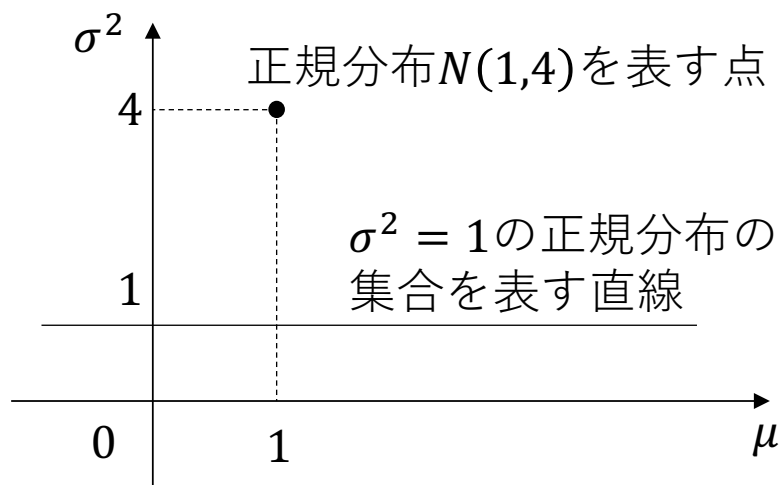 σ²
正規分布N(1,4)を表す点
4
σ² = 1の正規分布の
集合を表す直線
1
0
1
μ